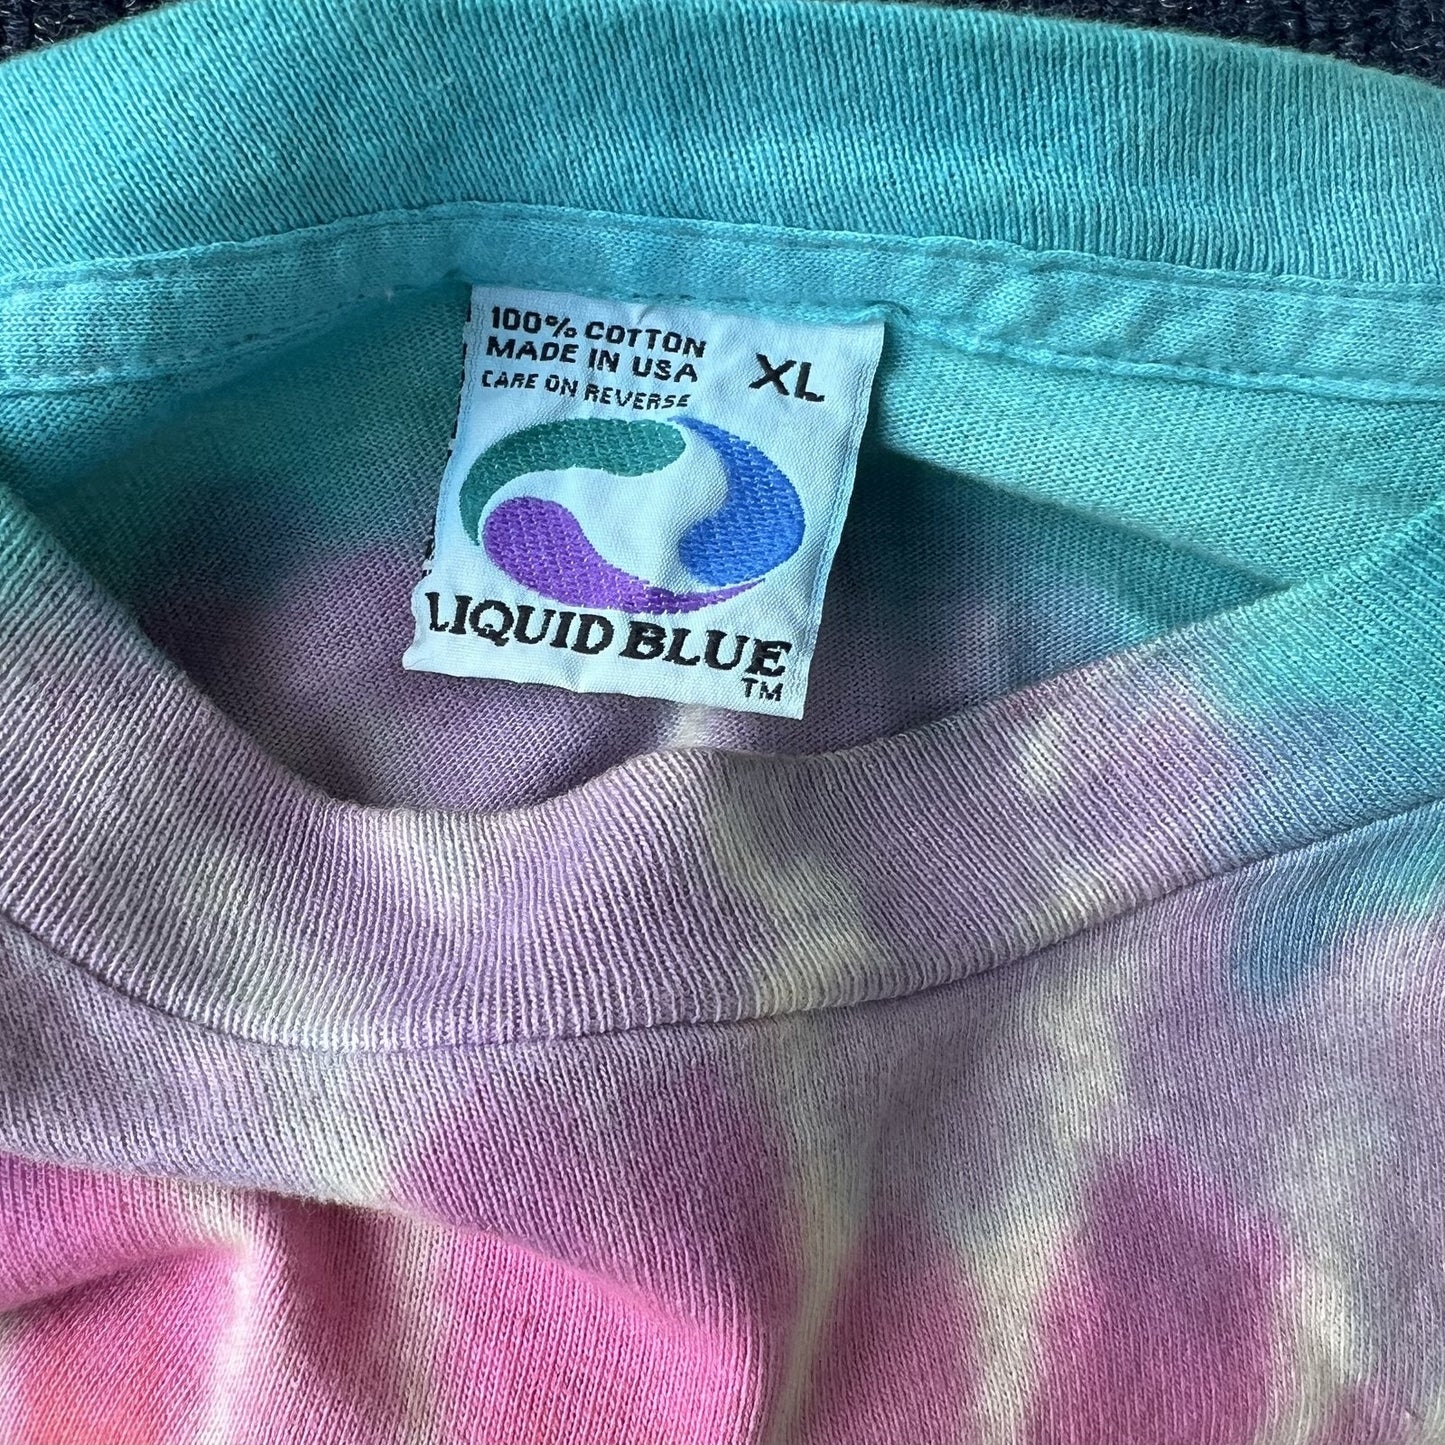 100% COTTON
MADE IN USA
CARE ON REVERSE
XL
LIQUID BLUE
TM